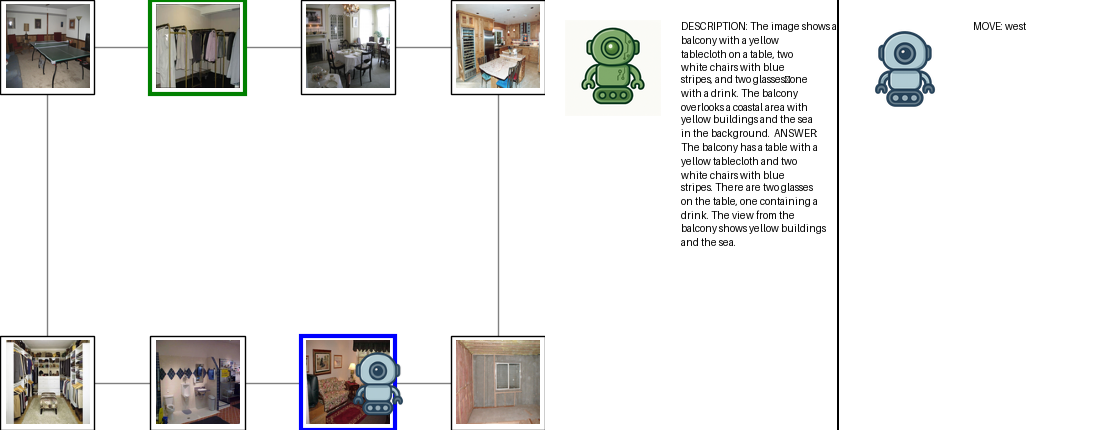 DESCRIPTION: The image shows a
balcony with a yellow
tablecloth on a table, two
white chairs with blue
stripes, and two glasses⍰one
with a drink. The balcony
overlooks a coastal area with
yellow buildings and the sea
in the background.  ANSWER:
The balcony has a table with a
yellow tablecloth and two
white chairs with blue
stripes. There are two glasses
on the table, one containing a
drink. The view from the
balcony shows yellow buildings
and the sea.
MOVE: west